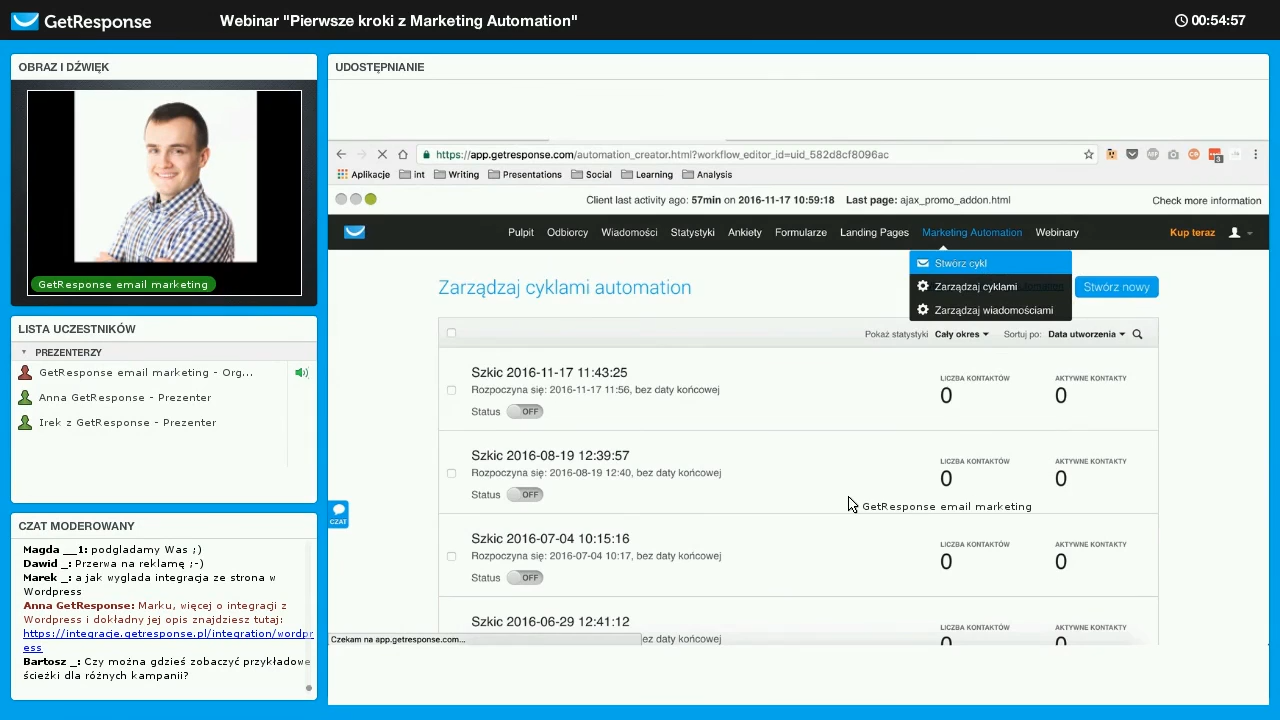 GetResponse
Webinar "Pierwsze kroki z Marketing Automation"
00:54:57
OBRAZ I DŹWIĘK
GetResponse email marketing
LISTA UCZESTNIKÓW
PREZENTERZY
GetResponse email marketing - Org...
Anna GetResponse - Prezenter
Irek z GetResponse - Prezenter
CZAT MODEROWANY
Magda __1: podgladamy Was ;)
Dawid _: Przerwa na reklamę ;-)
Marek _: a jak wyglada integracja ze strona w
Wordpress
Anna GetResponse: Marku, więcej o integracji z
Wordpress i dokładny jej opis znajdziesz tutaj:
https://integracje.getresponse.pl/integration/wordpr
ess
Bartosz _: Czy można gdzieś zobaczyć przykładowe
ścieżki dla różnych kampanii?
UDOSTĘPNIANIE
https://app.getresponse.com/automation_creator.html?workflow_editor_id=uid_582d8cf8096ac
Aplikacje int Writing Presentations Social Learning Analysis
Client last activity ago: 57min on 2016-11-17 10:59:18 Last page: ajax_promo_addon.html
Check more information
Pulpit Odbiorcy Wiadomości Statystyki Ankiety Formularze Landing Pages Marketing Automation Webinary Kup teraz
Stwórz cykl
Zarządzaj cyklami
Zarządzaj wiadomościami
Zarządzaj cyklami automation
Stwórz nowy
Pokaż statystyki Cały okres Sortuj po: Data utworzenia
Szkic 2016-11-17 11:43:25
Rozpoczyna się: 2016-11-17 11:56, bez daty końcowej
Status OFF
LICZBA KONTAKTÓW AKTYWNE KONTAKTY
0 0
Szkic 2016-08-19 12:39:57
Rozpoczyna się: 2016-08-19 12:40, bez daty końcowej
Status OFF
LICZBA KONTAKTÓW AKTYWNE KONTAKTY
0 0
GetResponse email marketing
CZAT
Szkic 2016-07-04 10:15:16
Rozpoczyna się: 2016-07-04 10:17, bez daty końcowej
Status OFF
LICZBA KONTAKTÓW AKTYWNE KONTAKTY
0 0
Szkic 2016-06-29 12:41:12
LICZBA KONTAKTÓW AKTYWNE KONTAKTY
0 0
Czekam na app.getresponse.com...
ez daty końcowej